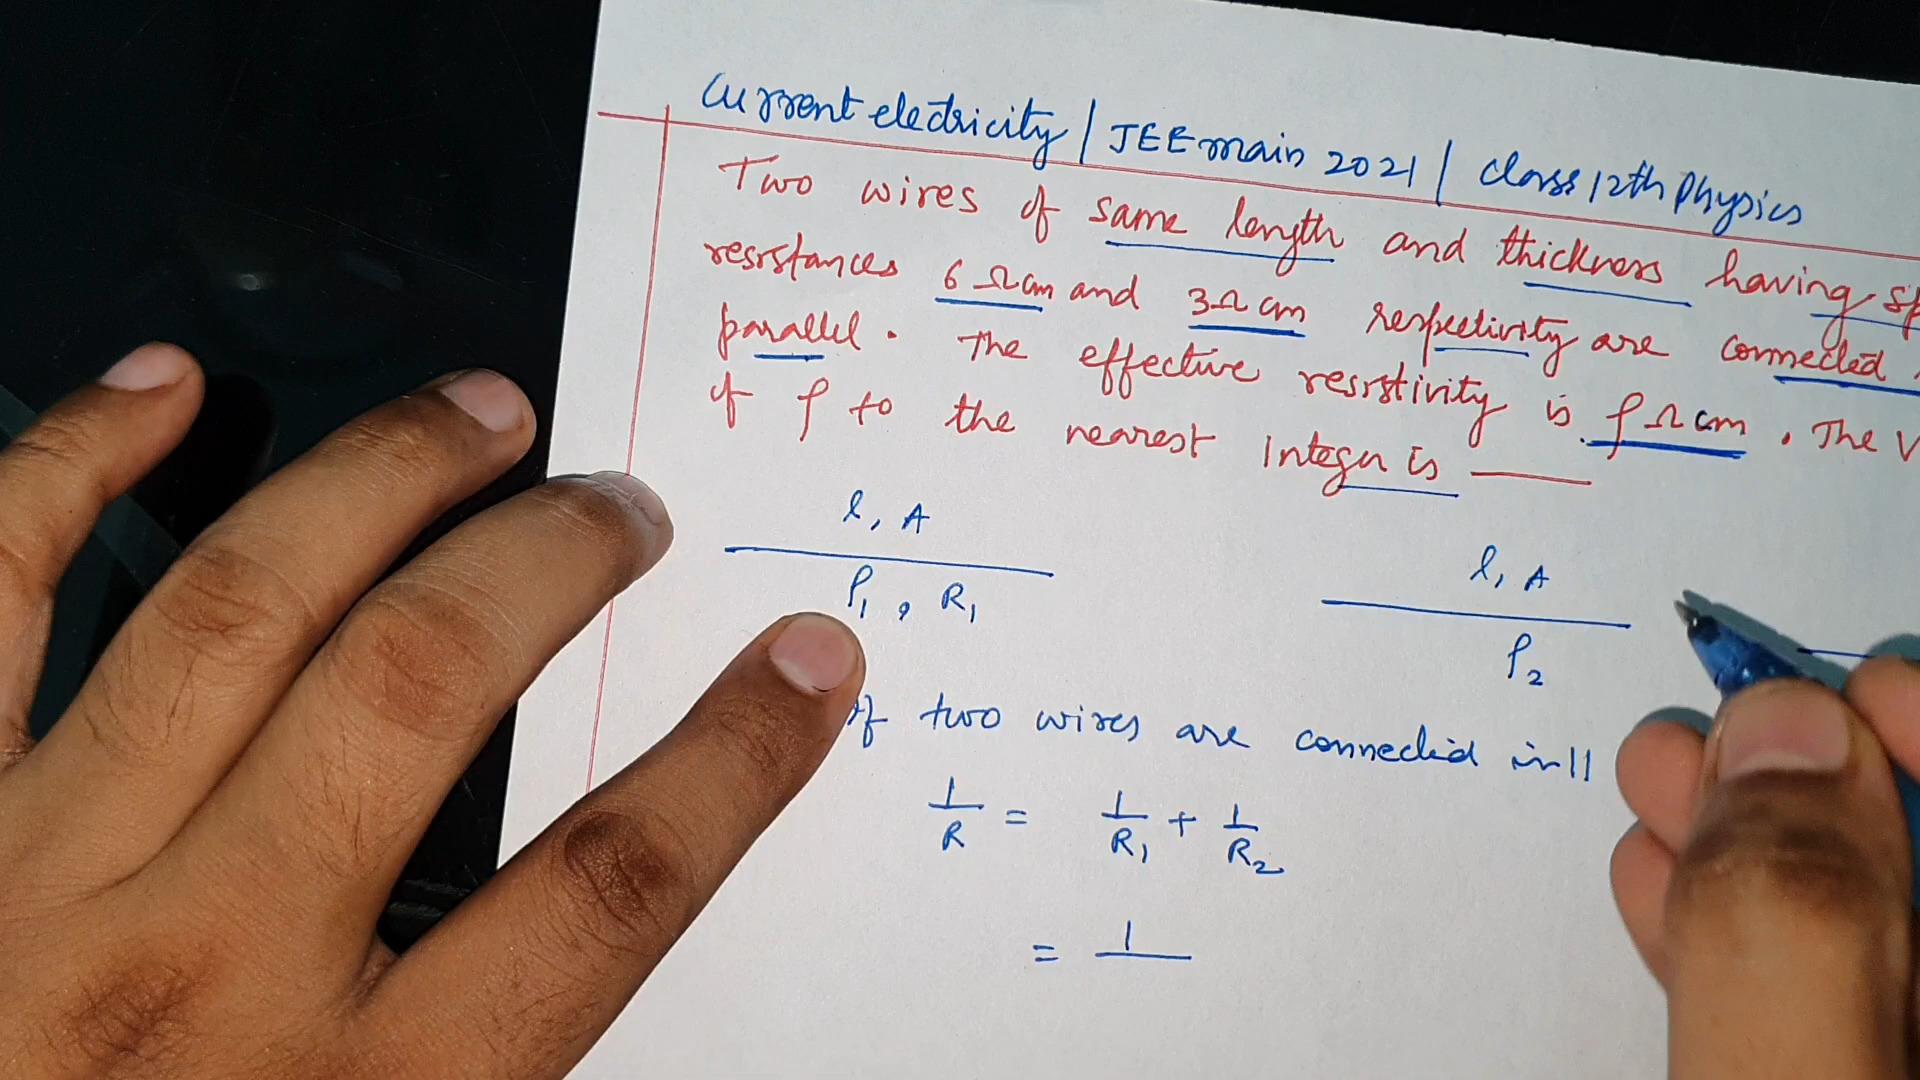 Current electricity | JEE main 2021 | class 12th physics
Two wires of same length and thickness having
resistances 6 Ω cm and 3 Ω cm respectivity are connected
parallel. The effective resistivity is ρ Ω cm. The
of ρ to the nearest Integer is ____
l, A
l, A
ρ₁, R₁
ρ₂
of two wires are connected in ||
1/R = 1/R₁ + 1/R₂
= 1/